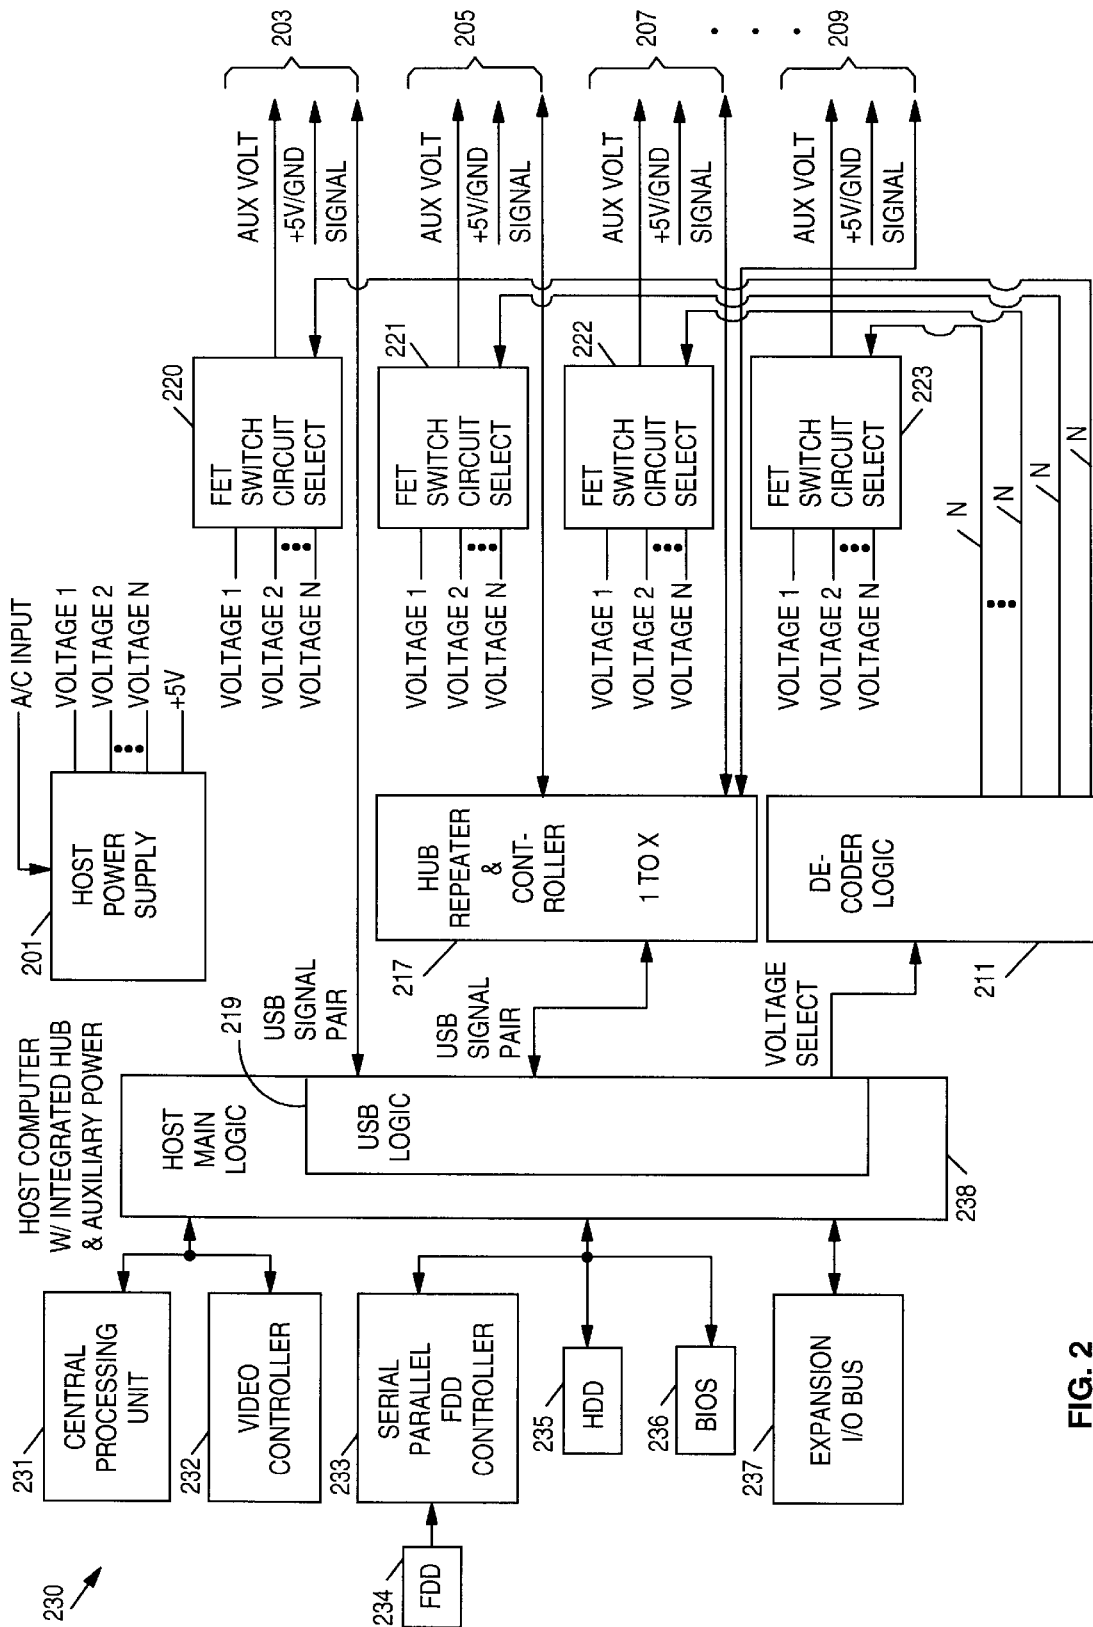 230
HOST COMPUTER
W/ INTEGRATED HUB
& AUXILIARY POWER
A/C INPUT
201
HOST
POWER
SUPPLY
VOLTAGE 1
VOLTAGE 2
VOLTAGE N
+5V
231
CENTRAL
PROCESSING
UNIT
232
VIDEO
CONTROLLER
233
SERIAL
PARALLEL
FDD
CONTROLLER
234
FDD
235
HDD
236
BIOS
237
EXPANSION
I/O BUS
HOST
MAIN
LOGIC
219
USB
LOGIC
238
USB
SIGNAL
PAIR
USB
SIGNAL
PAIR
VOLTAGE
SELECT
217
HUB
REPEATER
&
CONT-
ROLLER
1 TO X
211
DE-
CODER
LOGIC
N
N
N
N
VOLTAGE 1
VOLTAGE 2
VOLTAGE N
220
FET
SWITCH
CIRCUIT
SELECT
AUX VOLT
+5V/GND
SIGNAL
203
VOLTAGE 1
VOLTAGE 2
VOLTAGE N
221
FET
SWITCH
CIRCUIT
SELECT
AUX VOLT
+5V/GND
SIGNAL
205
VOLTAGE 1
VOLTAGE 2
VOLTAGE N
222
FET
SWITCH
CIRCUIT
SELECT
AUX VOLT
+5V/GND
SIGNAL
207
VOLTAGE 1
VOLTAGE 2
VOLTAGE N
223
FET
SWITCH
CIRCUIT
SELECT
AUX VOLT
+5V/GND
SIGNAL
209
FIG. 2